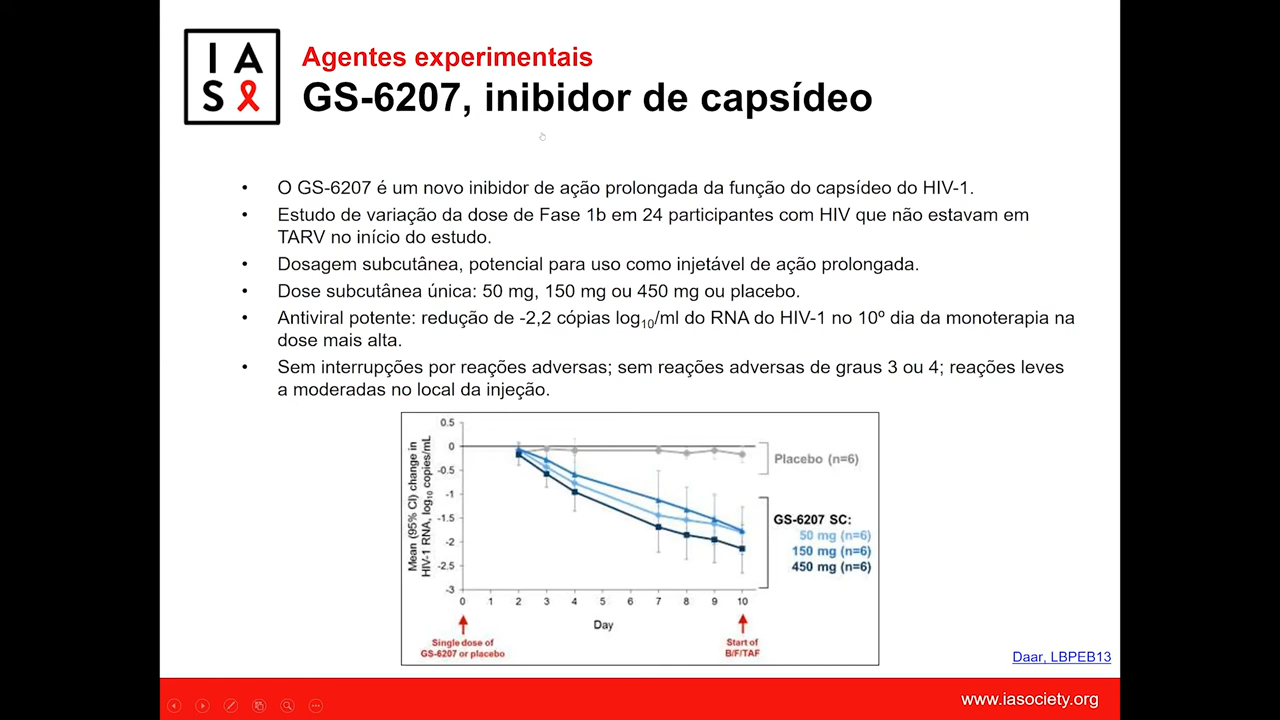 I A
S
Agentes experimentais
GS-6207, inibidor de capsídeo
• O GS-6207 é um novo inibidor de ação prolongada da função do capsídeo do HIV-1.
• Estudo de variação da dose de Fase 1b em 24 participantes com HIV que não estavam em
TARV no início do estudo.
• Dosagem subcutânea, potencial para uso como injetável de ação prolongada.
• Dose subcutânea única: 50 mg, 150 mg ou 450 mg ou placebo.
• Antiviral potente: redução de -2,2 cópias log10/ml do RNA do HIV-1 no 10º dia da monoterapia na
dose mais alta.
• Sem interrupções por reações adversas; sem reações adversas de graus 3 ou 4; reações leves
a moderadas no local da injeção.
Mean (95% CI) change in
HIV-1 RNA, log10 copies/mL
0.5
0
-0.5
-1
-1.5
-2
-2.5
-3
0 1 2 3 4 5 6 7 8 9 10
Day
Placebo (n=6)
GS-6207 SC:
50 mg (n=6)
150 mg (n=6)
450 mg (n=6)
Single dose of
GS-6207 or placebo
Start of
B/F/TAF
Daar, LBPEB13
www.iasociety.org